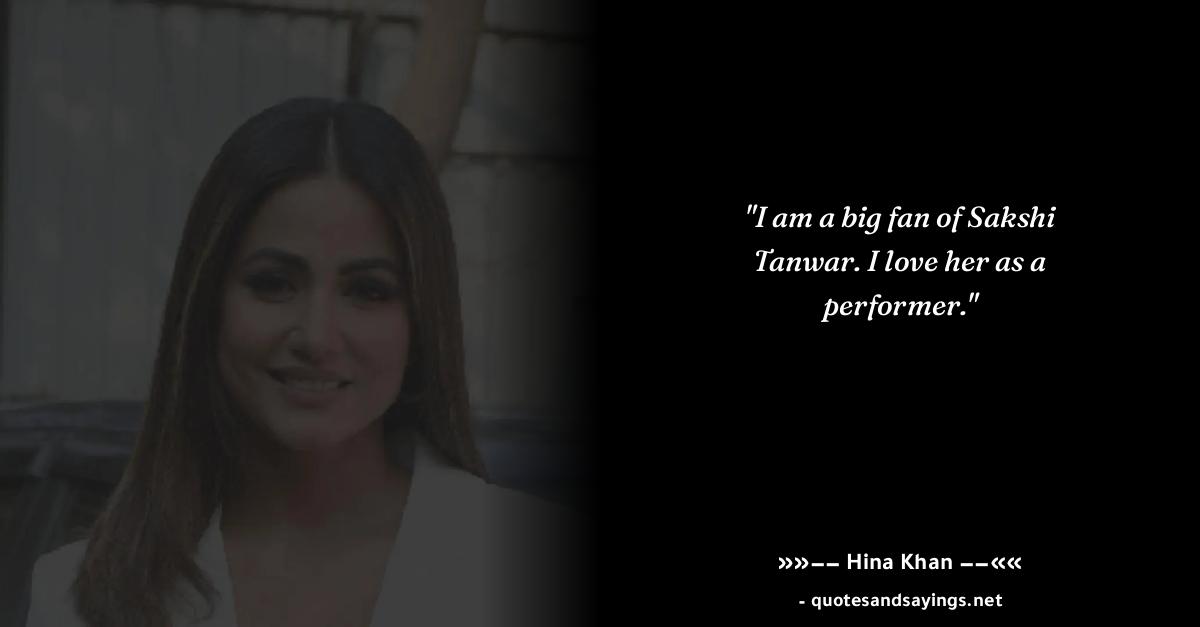 "I am a big fan of Sakshi
Tanwar. I love her as a
performer."
»»−− Hina Khan −−««
- quotesandsayings.net